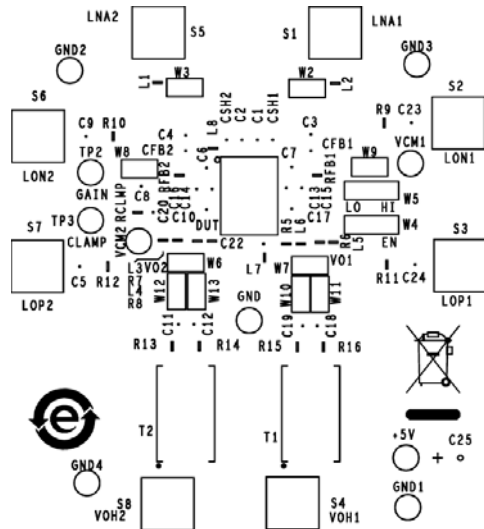 LNA2
S5
S1
LNA1
GND2
GND3
L1
W3
W2
L2
S6
S2
CSH2
C2
C1
CSH1
C9
R10
C4
L8
C3
R9
C23
LON2
TP2
W8
CFB2
C6
C7
CFB1
W9
VCM1
LON1
GAIN
C8
RFB2
RFB1
W5
RCLMP
C16
C14
C13
C15
LO
HI
S7
TP3
C20
C10
DUT
R5
L6
C17
W4
S3
CLAMP
VCM2
C22
R6
L5
EN
LOP2
C5
R12
L3
VO2
W6
L7
W7
VO1
R11
C24
LOP1
R7
L4
R8
W12
W13
GND
W10
W11
C11
C12
C19
C18
R13
R14
R15
R16
e
T2
T1
+5V
+
C25
GND4
S8
VOH2
S4
VOH1
GND1